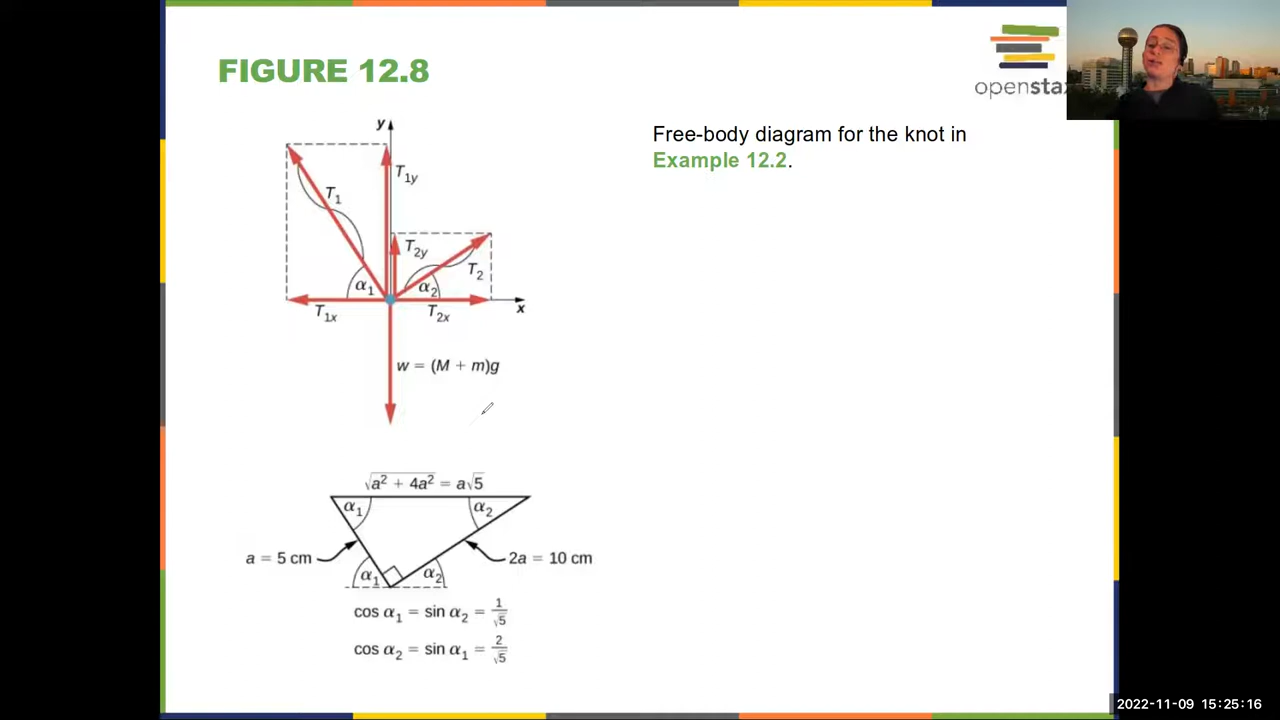 FIGURE 12.8
openstax
Free-body diagram for the knot in
Example 12.2.
y
T1y
T1
T2y
T2
α1
α2
T1x
T2x
x
w = (M + m)g
√a² + 4a² = a√5
α1
α2
a = 5 cm
2a = 10 cm
α1
α2
cos α1 = sin α2 = 1/√5
cos α2 = sin α1 = 2/√5
2022-11-09 15:25:16